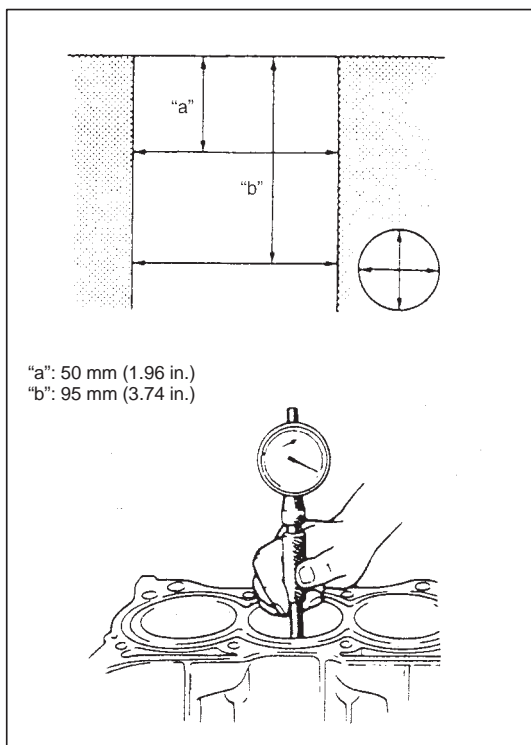 “a”
“b”
“a”: 50 mm (1.96 in.)
“b”: 95 mm (3.74 in.)